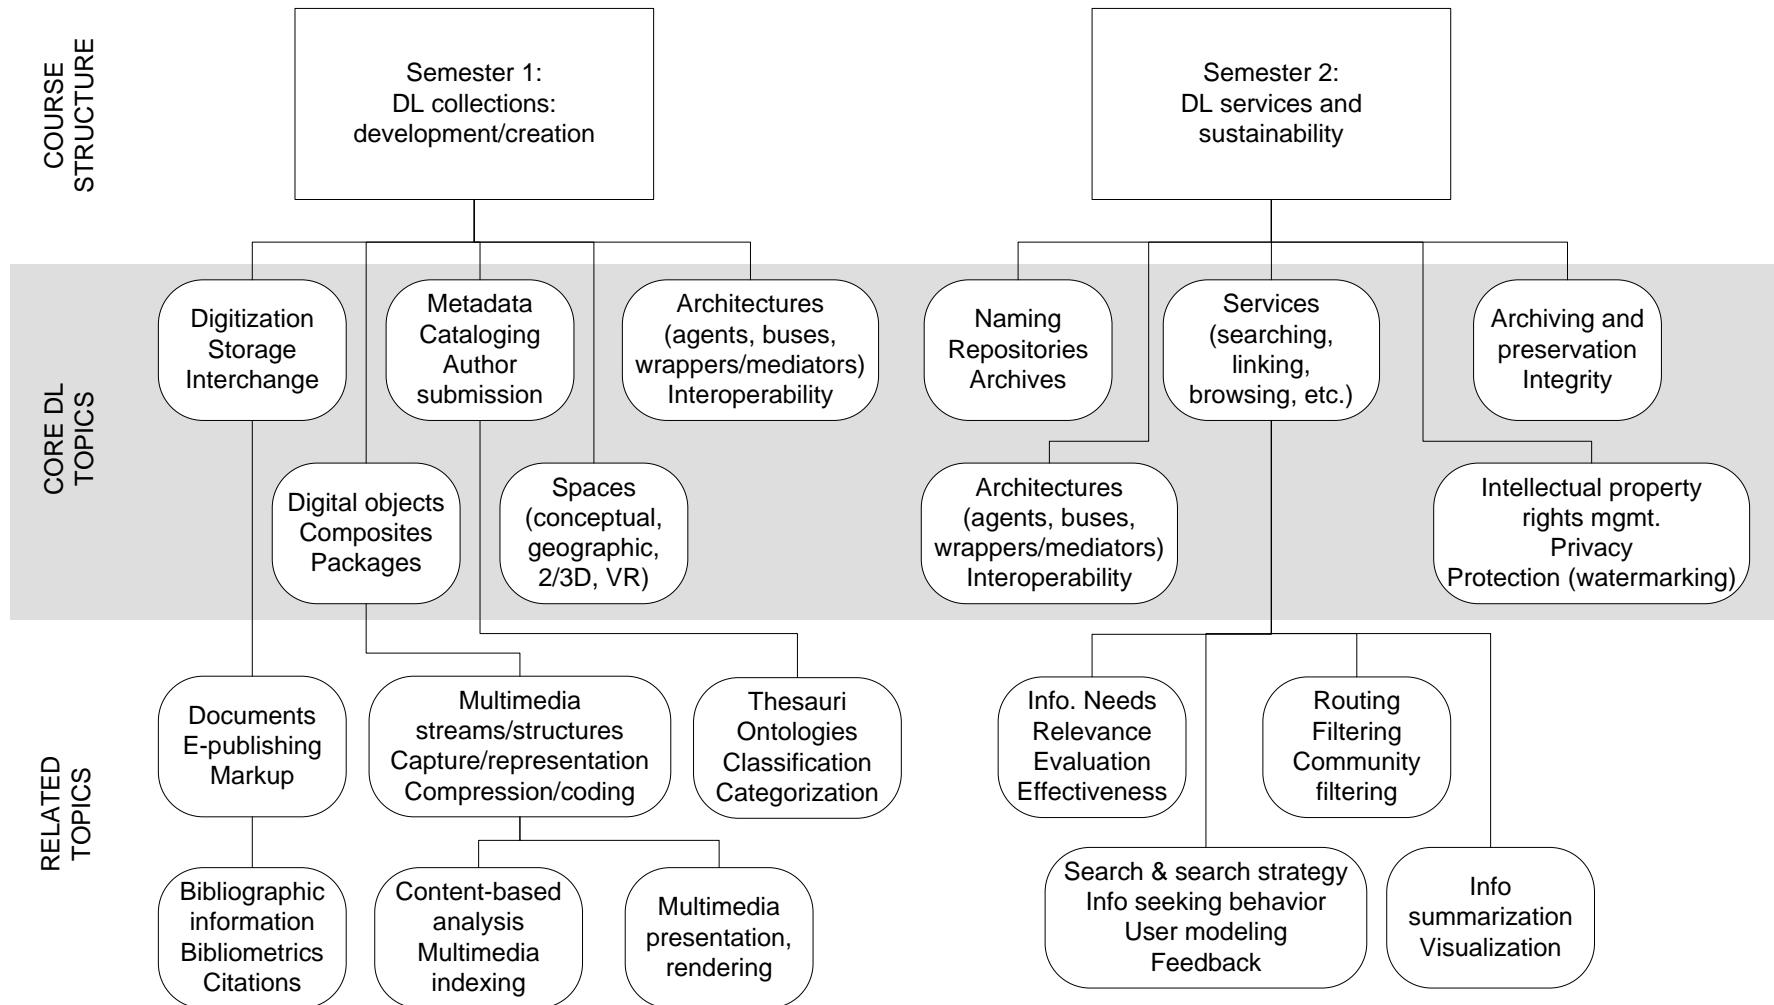 COURSE
STRUCTURE
Semester 1:
DL collections:
development/creation
Semester 2:
DL services and
sustainability
CORE DL
TOPICS
Digitization
Storage
Interchange
Metadata
Cataloging
Author
submission
Architectures
(agents, buses,
wrappers/mediators)
Interoperability
Naming
Repositories
Archives
Services
(searching,
linking,
browsing, etc.)
Archiving and
preservation
Integrity
Digital objects
Composites
Packages
Spaces
(conceptual,
geographic,
2/3D, VR)
Architectures
(agents, buses,
wrappers/mediators)
Interoperability
Intellectual property
rights mgmt.
Privacy
Protection (watermarking)
RELATED
TOPICS
Documents
E-publishing
Markup
Multimedia
streams/structures
Capture/representation
Compression/coding
Thesauri
Ontologies
Classification
Categorization
Info. Needs
Relevance
Evaluation
Effectiveness
Routing
Filtering
Community
filtering
Bibliographic
information
Bibliometrics
Citations
Content-based
analysis
Multimedia
indexing
Multimedia
presentation,
rendering
Search & search strategy
Info seeking behavior
User modeling
Feedback
Info
summarization
Visualization